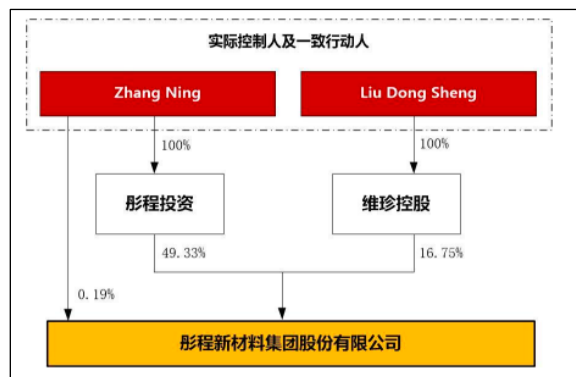 实际控制人及一致行动人
Zhang Ning
Liu Dong Sheng
100%
100%
彤程投资
维珍控股
49.33%
16.75%
0.19%
彤程新材料集团股份有限公司